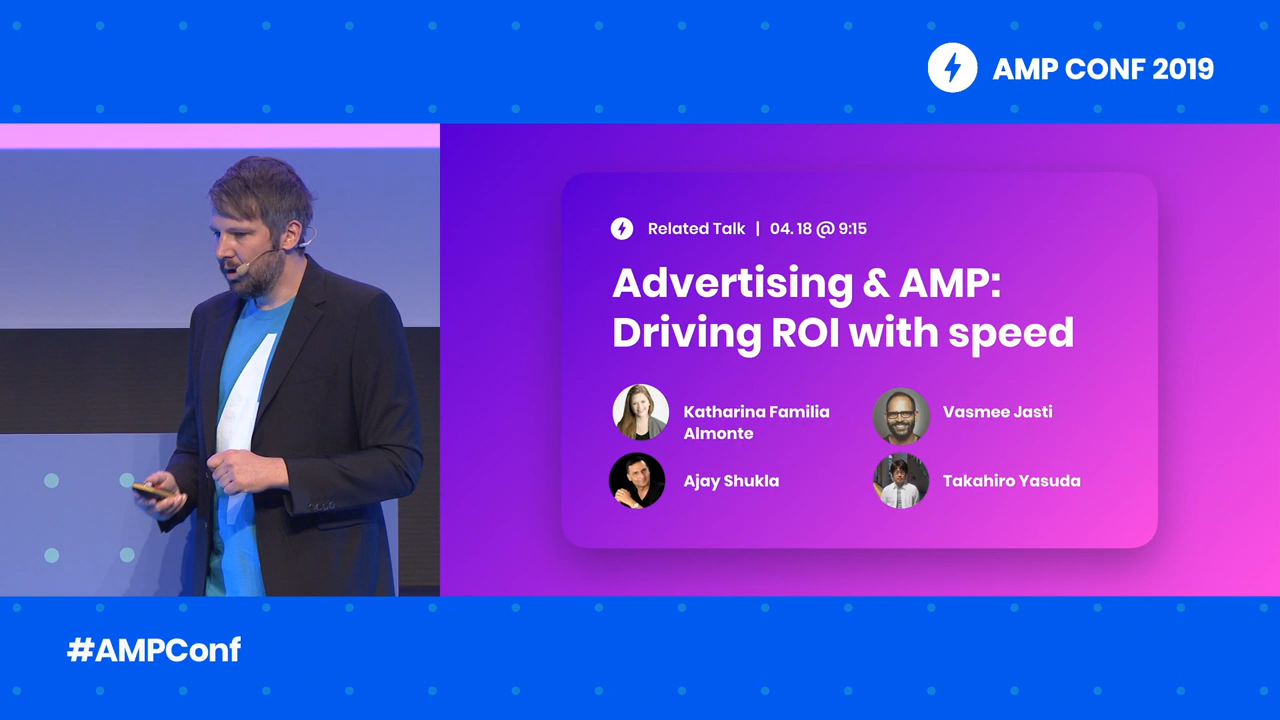 AMP CONF 2019
Related Talk | 04. 18 @ 9:15
Advertising & AMP:
Driving ROI with speed
Katharina Familia
Almonte
Vasmee Jasti
Ajay Shukla
Takahiro Yasuda
#AMPConf